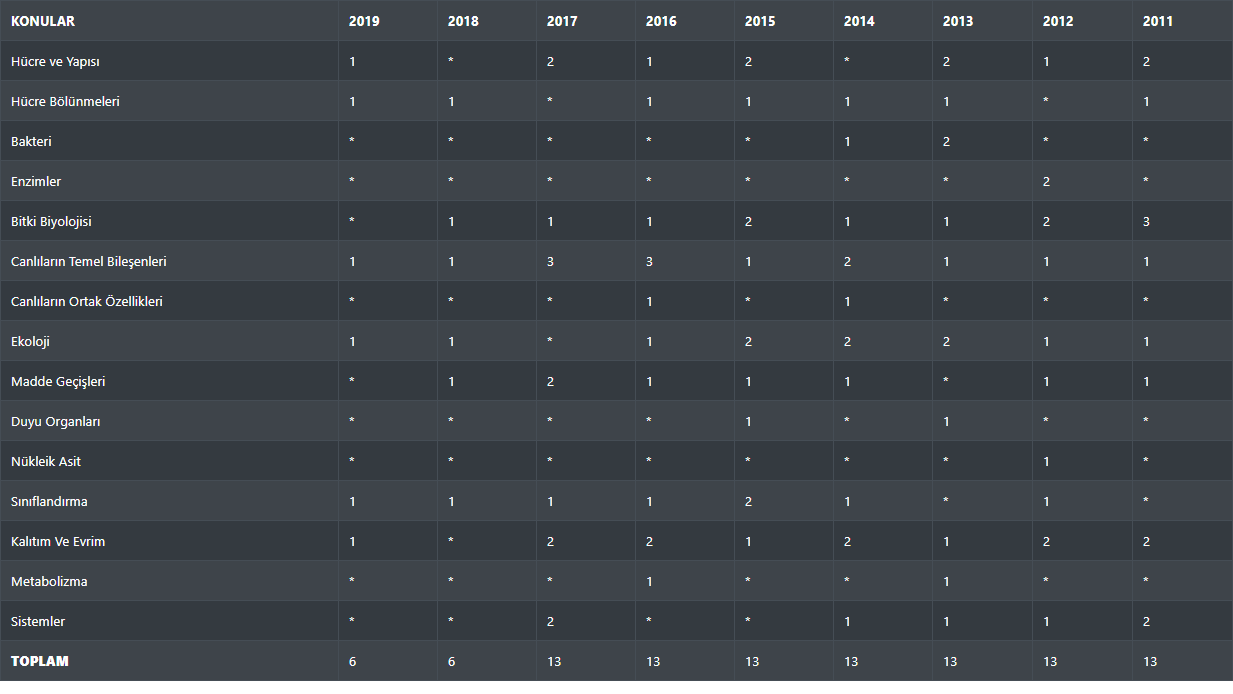 KONULAR 2019 2018 2017 2016 2015 2014 2013 2012 2011
Hücre ve Yapısı 1 * 2 1 2 * 2 1 2
Hücre Bölünmeleri 1 1 * 1 1 1 1 * 1
Bakteri * * * * * 1 2 * *
Enzimler * * * * * * * 2 *
Bitki Biyolojisi * 1 1 1 2 1 1 2 3
Canlıların Temel Bileşenleri 1 1 3 3 1 2 1 1 1
Canlıların Ortak Özellikleri * * * 1 * 1 * * *
Ekoloji 1 1 * 1 2 2 2 1 1
Madde Geçişleri * 1 2 1 1 1 * 1 1
Duyu Organları * * * * 1 * 1 * *
Nükleik Asit * * * * * * * 1 *
Sınıflandırma 1 1 1 1 2 1 * 1 *
Kalıtım Ve Evrim 1 * 2 2 1 2 1 2 2
Metabolizma * * * 1 * * 1 * *
Sistemler * * 2 * * 1 1 1 2
TOPLAM 6 6 13 13 13 13 13 13 13